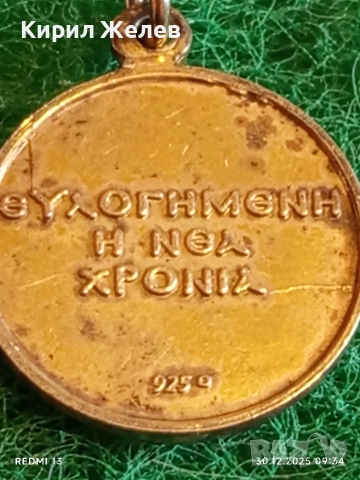 Кирил Желев
ΕΥΛΟΓΗΜΕΝΗ
Η ΝΕΑ
ΧΡΟΝΙΑ
925
REDMI 13
30.12.2025 09:34